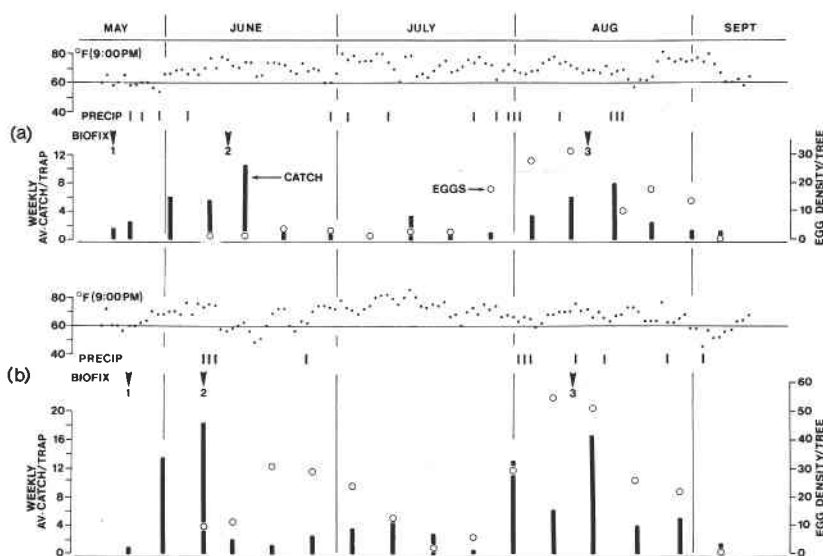 MAY JUNE JULY AUG SEPT
°F(9:00PM)
80
60
40
PRECIP
(a)
BIOFIX
1 2 3
12
8
4
0
WEEKLY
AV-CATCH/TRAP
CATCH
EGGS
30
20
10
0
EGG DENSITY/TREE
°F(9:00PM)
80
60
40
PRECIP
(b)
BIOFIX
1 2 3
20
16
12
8
4
0
WEEKLY
AV-CATCH/TRAP
60
50
40
30
20
10
0
EGG DENSITY/TREE